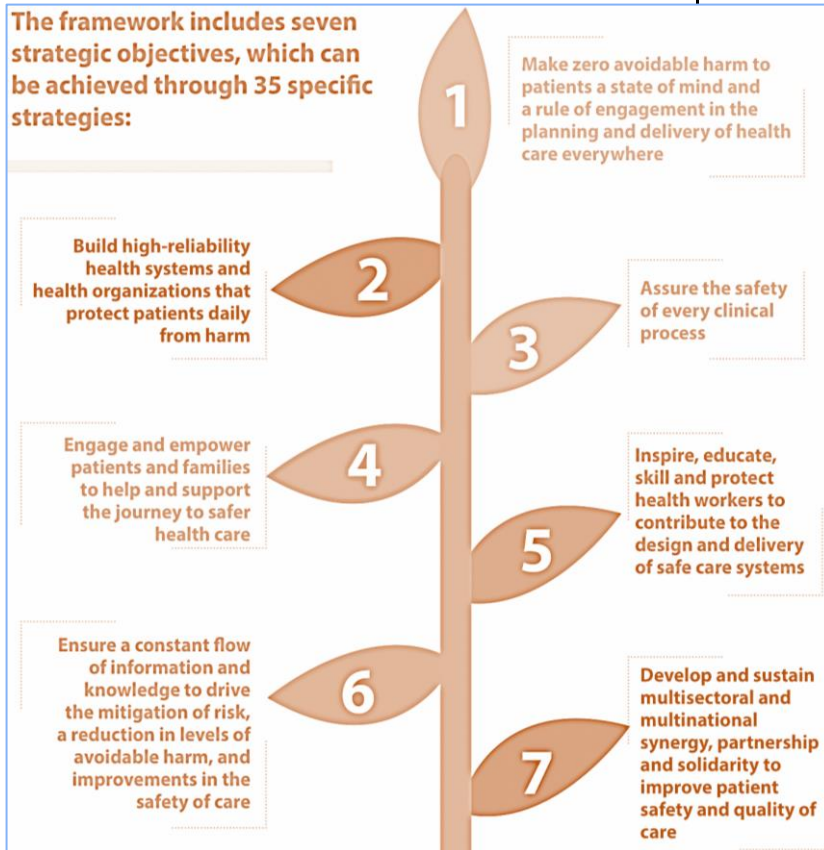 The framework includes seven
strategic objectives, which can
be achieved through 35 specific
strategies:
1
Make zero avoidable harm to
patients a state of mind and
a rule of engagement in the
planning and delivery of health
care everywhere
Build high-reliability
health systems and
health organizations that
protect patients daily
from harm
2
3
Assure the safety
of every clinical
process
Engage and empower
patients and families
to help and support
the journey to safer
health care
4
5
Inspire, educate,
skill and protect
health workers to
contribute to the
design and delivery
of safe care systems
Ensure a constant flow
of information and
knowledge to drive
the mitigation of risk,
a reduction in levels of
avoidable harm, and
improvements in the
safety of care
6
7
Develop and sustain
multisectoral and
multinational
synergy, partnership
and solidarity to
improve patient
safety and quality of
care